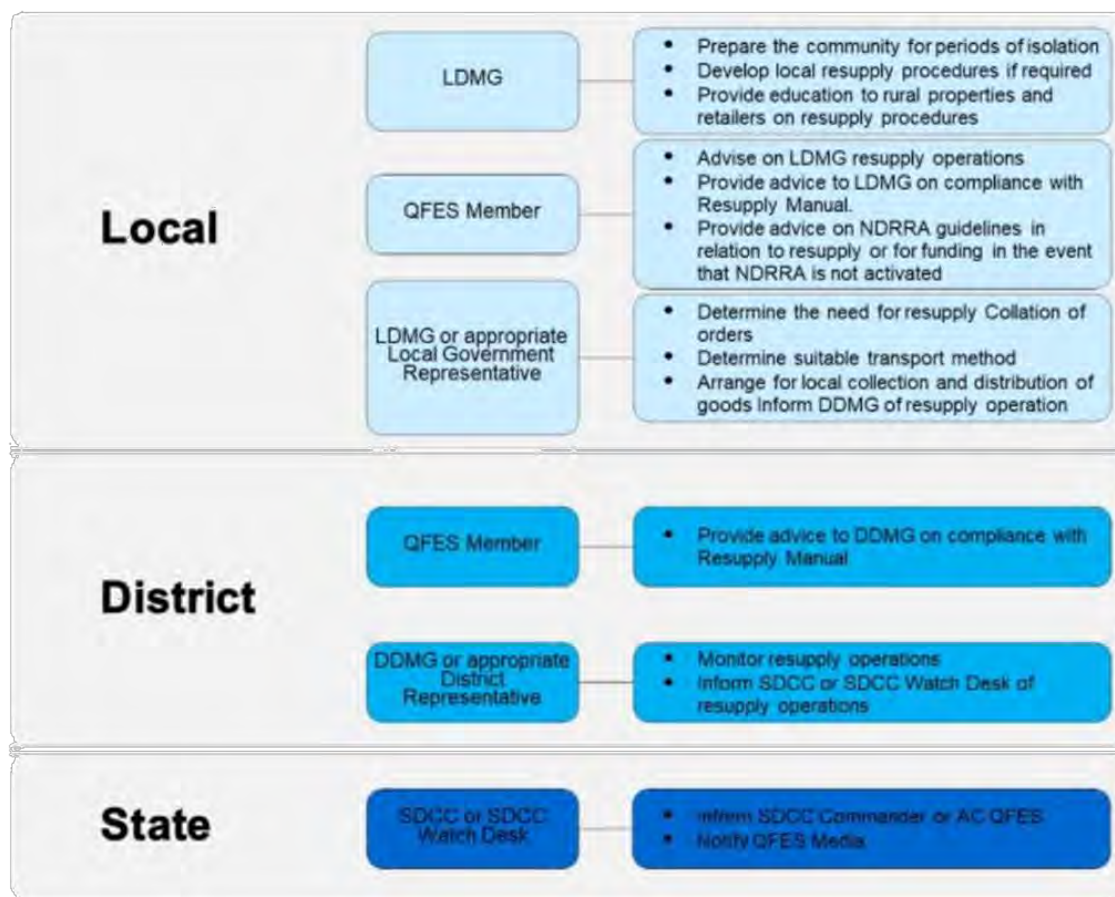 Local
LDMG
• Prepare the community for periods of isolation
• Develop local resupply procedures if required
• Provide education to rural properties and
retailers on resupply procedures
QFES Member
• Advise on LDMG resupply operations
• Provide advice to LDMG on compliance with
Resupply Manual.
• Provide advice on NDRRA guidelines in
relation to resupply or for funding in the event
that NDRRA is not activated
LDMG or appropriate
Local Government
Representative
• Determine the need for resupply Collation of
orders
• Determine suitable transport method
• Arrange for local collection and distribution of
goods Inform DDMG of resupply operation
District
QFES Member
• Provide advice to DDMG on compliance with
Resupply Manual
DDMG or appropriate
District
Representative
• Monitor resupply operations
• Inform SDCC or SDCC Watch Desk of
resupply operations
State
SDCC or SDCC
Watch Desk
• Inform SDCC Commander or AC QFES
• Notify QFES Media